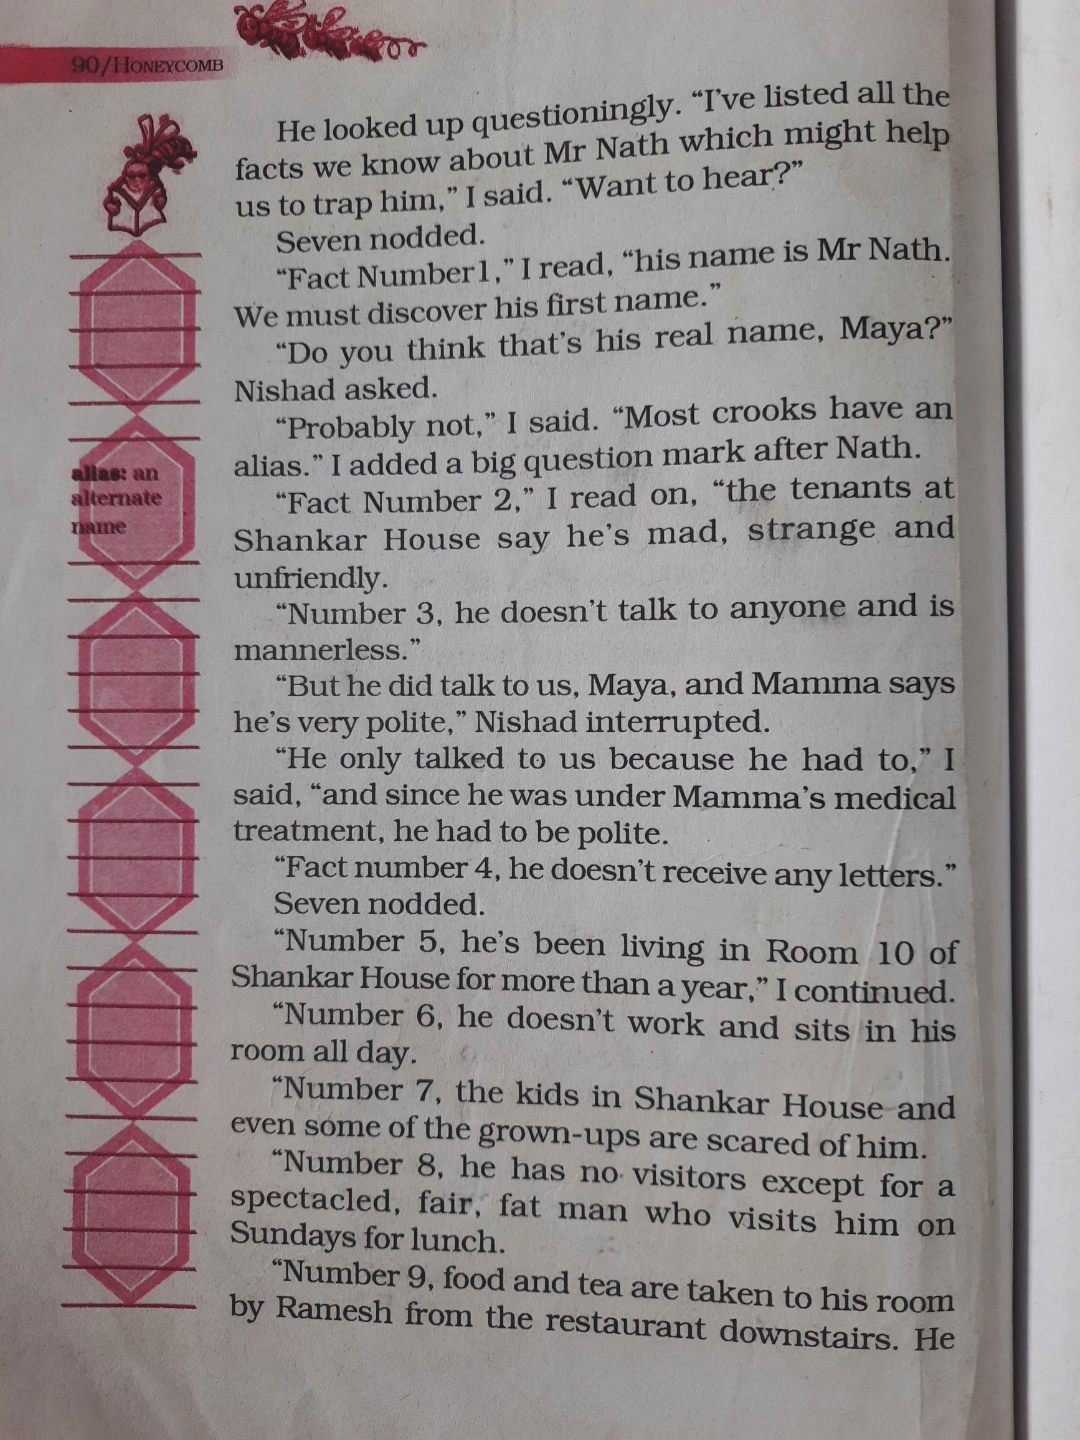 90/HONEYCOMB
He looked up questioningly. “I’ve listed all the
facts we know about Mr Nath which might help
us to trap him,” I said. “Want to hear?”
Seven nodded.
“Fact Number1,” I read, “his name is Mr Nath.
We must discover his first name.”
“Do you think that’s his real name, Maya?”
Nishad asked.
“Probably not,” I said. “Most crooks have an
alias.” I added a big question mark after Nath.
“Fact Number 2,” I read on, “the tenants at
Shankar House say he’s mad, strange and
unfriendly.
“Number 3, he doesn’t talk to anyone and is
mannerless.”
“But he did talk to us, Maya, and Mamma says
he’s very polite,” Nishad interrupted.
“He only talked to us because he had to,” I
said, “and since he was under Mamma’s medical
treatment, he had to be polite.
“Fact number 4, he doesn’t receive any letters.”
Seven nodded.
“Number 5, he’s been living in Room 10 of
Shankar House for more than a year,” I continued.
“Number 6, he doesn’t work and sits in his
room all day.
“Number 7, the kids in Shankar House and
even some of the grown-ups are scared of him.
“Number 8, he has no visitors except for a
spectacled, fair, fat man who visits him on
Sundays for lunch.
“Number 9, food and tea are taken to his room
by Ramesh from the restaurant downstairs. He
alias: an
alternate
name